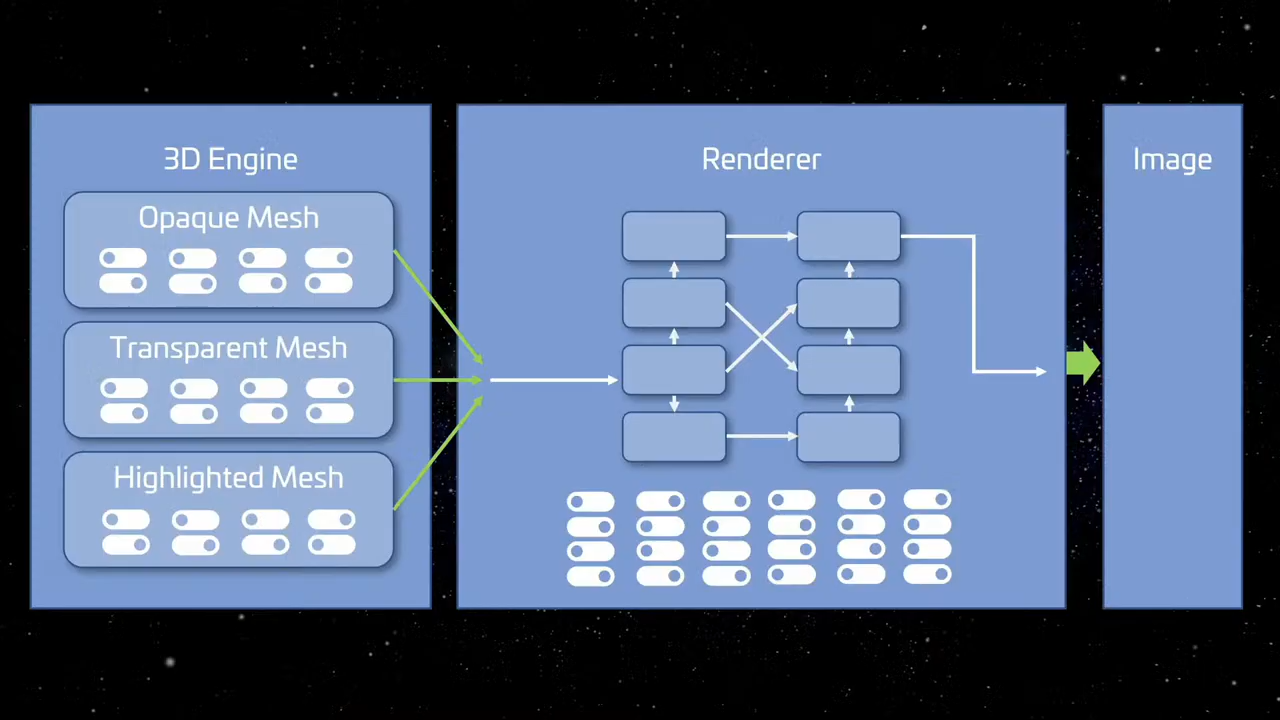 3D Engine
Opaque Mesh
Transparent Mesh
Highlighted Mesh
Renderer
Image